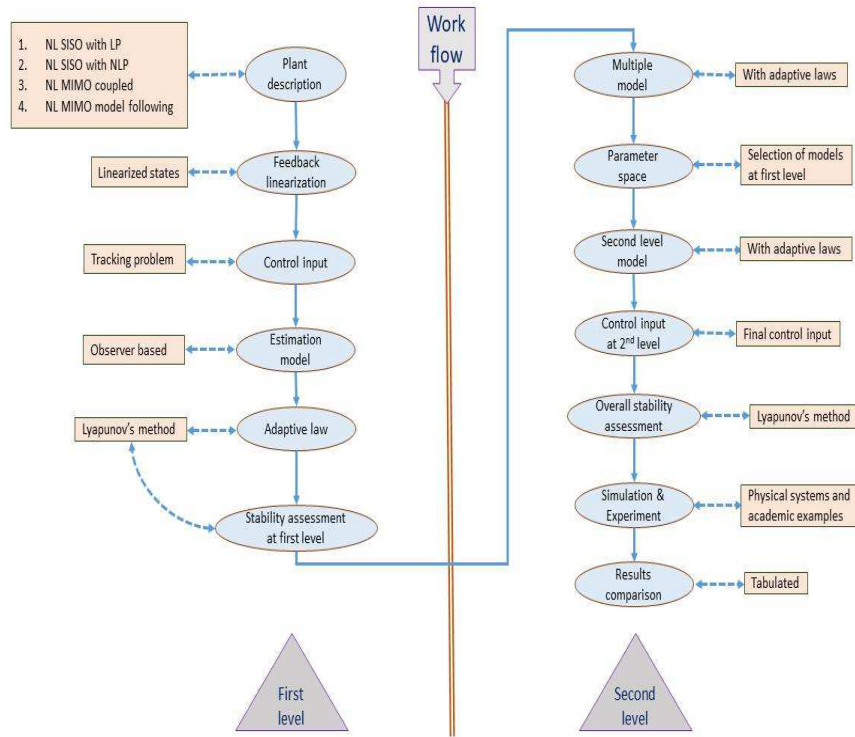 Work
flow
1. NL SISO with LP
2. NL SISO with NLP
3. NL MIMO coupled
4. NL MIMO model following
Plant
description
Linearized states
Feedback
linearization
Tracking problem
Control input
Observer based
Estimation
model
Lyapunov's method
Adaptive law
Stability assessment
at first level
First
level
Multiple
model
With adaptive laws
Parameter
space
Selection of models
at first level
Second level
model
With adaptive laws
Control input
at 2nd level
Final control input
Overall stability
assessment
Lyapunov's method
Simulation &
Experiment
Physical systems and
academic examples
Results
comparison
Tabulated
Second
level